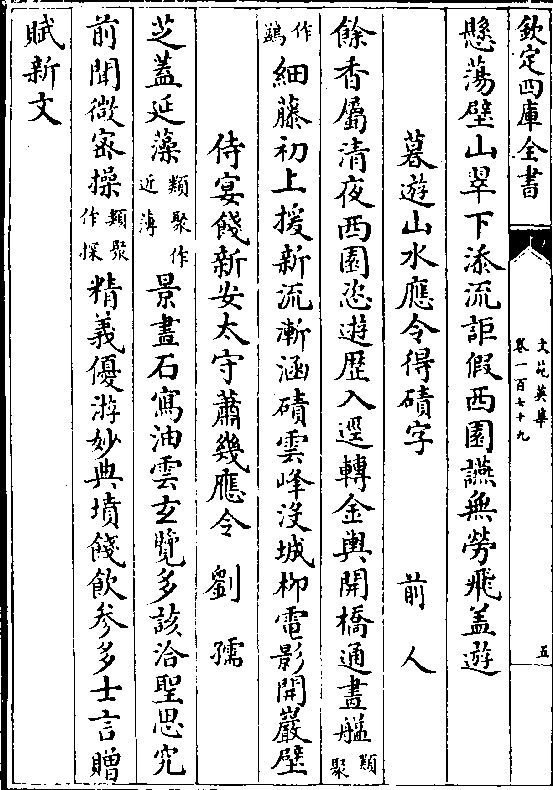 欽定四庫全書
文苑英華
卷一百七十九
五
懸蕩壁山翠下添流詎假西園讌無勞飛盖遊
暮遊山水應令得磧字 前人
餘香屬清夜西園恣遊歴入逕轉金輿開橋通畫艦類聚
作鷁細藤初上援新流漸涵磧雲峰沒城柳電影開巖壁
侍宴餞新安太守蕭幾應令 劉孺
芝蓋延藻類聚作近薄景畫石寫油雲玄覽多該洽聖思究
前聞微宻操類聚作探精義優游妙典墳餞飲參多士言贈
賦新文